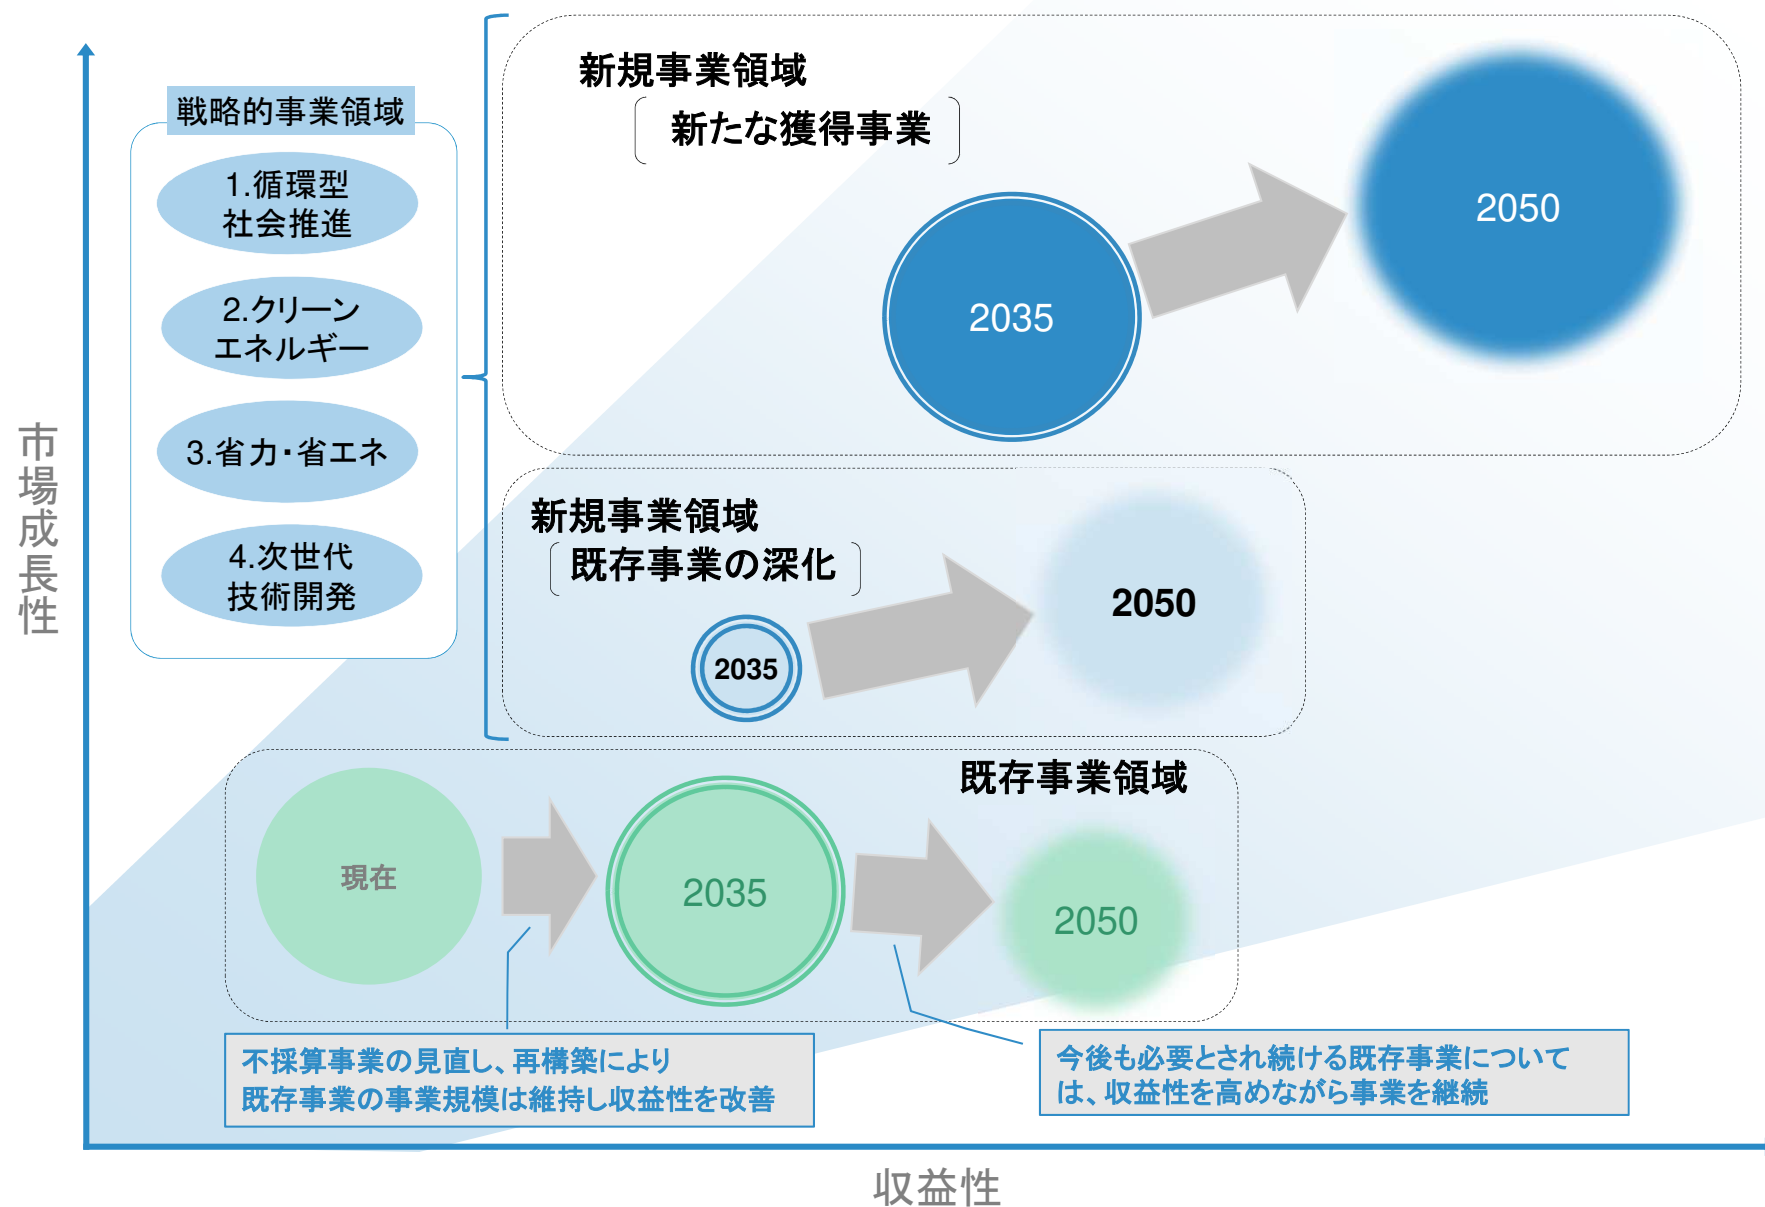 市場成長性
戦略的事業領域
1.循環型
社会推進
2.クリーン
エネルギー
3.省力・省エネ
4.次世代
技術開発
新規事業領域
新たな獲得事業
2035
2050
新規事業領域
既存事業の深化
2035
2050
既存事業領域
現在
2035
2050
不採算事業の見直し、再構築により
既存事業の事業規模は維持し収益性を改善
今後も必要とされ続ける既存事業について
は、収益性を高めながら事業を継続
収益性